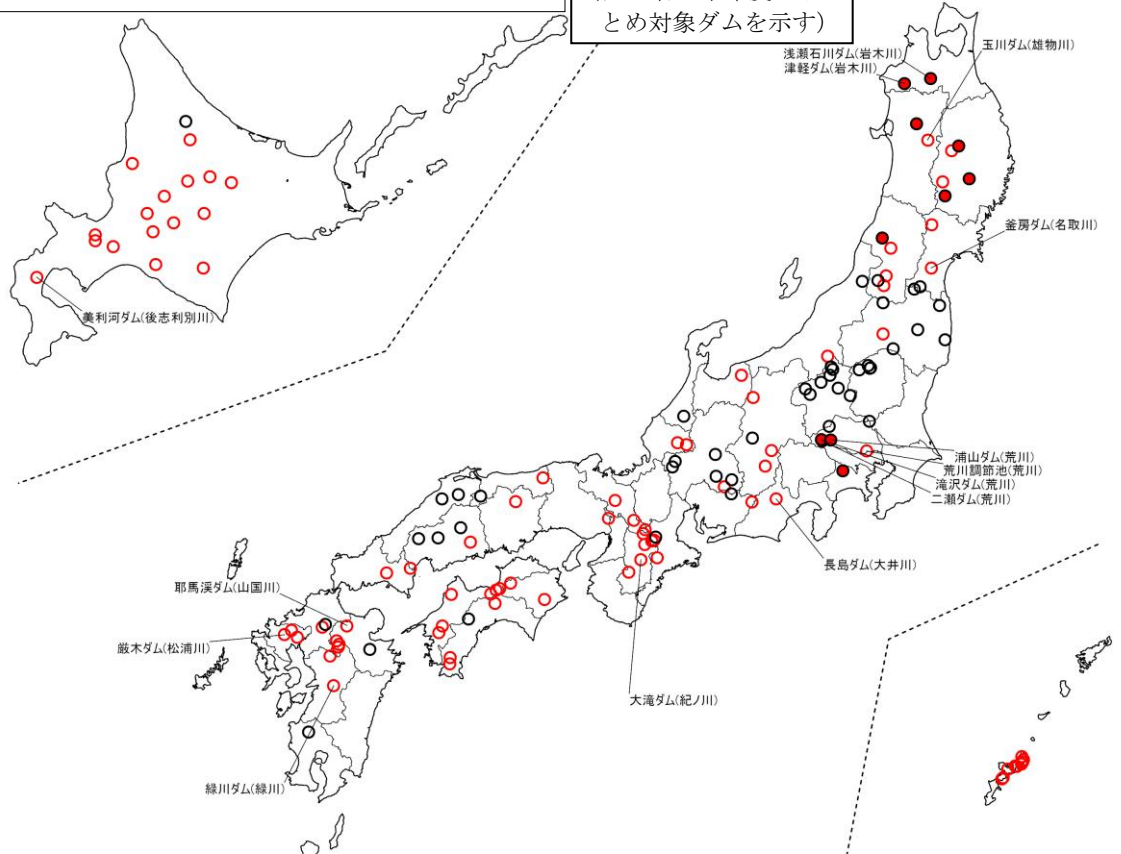 とめ対象ダムを示す)
玉川ダム(雄物川)
浅瀬石川ダム(岩木川)
津軽ダム(岩木川)
釜房ダム(名取川)
美利河ダム(後志利別川)
浦山ダム(荒川)
荒川調節池(荒川)
滝沢ダム(荒川)
二瀬ダム(荒川)
長島ダム(大井川)
耶馬渓ダム(山国川)
厳木ダム(松浦川)
大滝ダム(紀ノ川)
緑川ダム(緑川)